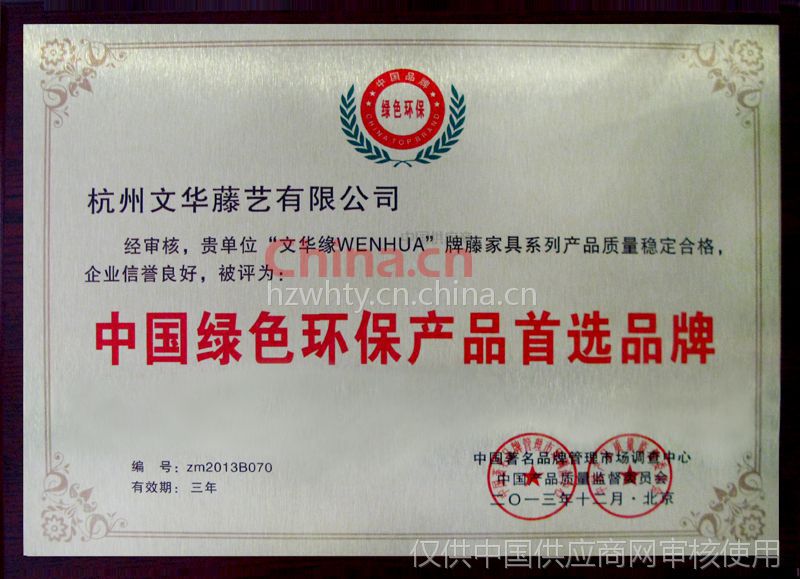 中国品牌
绿色环保
CHINA TOP BRAND
杭州文华藤艺有限公司
经审核，贵单位“文华缘WENHUA”牌藤家具系列产品质量稳定合格，
企业信誉良好，被评为：
China.cn
hzwhty.cn.china.cn
中国绿色环保产品首选品牌
编 号：zm2013B070
有效期：三年
中国著名品牌管理市场调查中心
中国产品质量监督委员会
二〇一三年十二月·北京
仅供中国供应商网审核使用